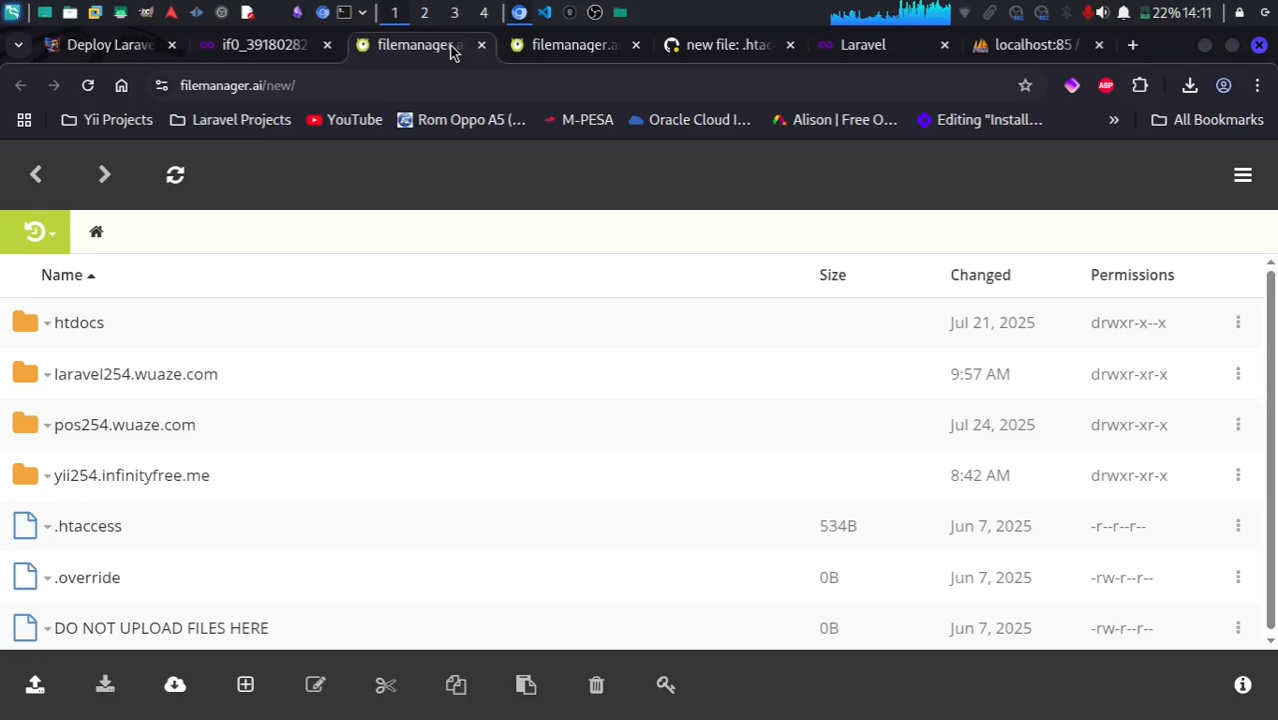 1 2 3 4 22% 14:11
Deploy Larave if0_39180282 filemanager.a filemanager.a new file: .htac Laravel localhost:85 /
filemanager.ai/new/
Yii Projects Laravel Projects YouTube Rom Oppo A5 (... M-PESA Oracle Cloud I... Alison | Free O... Editing "Install... » All Bookmarks
Name Size Changed Permissions
htdocs Jul 21, 2025 drwxr-x--x
laravel254.wuaze.com 9:57 AM drwxr-xr-x
pos254.wuaze.com Jul 24, 2025 drwxr-xr-x
yii254.infinityfree.me 8:42 AM drwxr-xr-x
.htaccess 534B Jun 7, 2025 -r--r--r--
.override 0B Jun 7, 2025 -rw-r--r--
DO NOT UPLOAD FILES HERE 0B Jun 7, 2025 -rw-r--r--